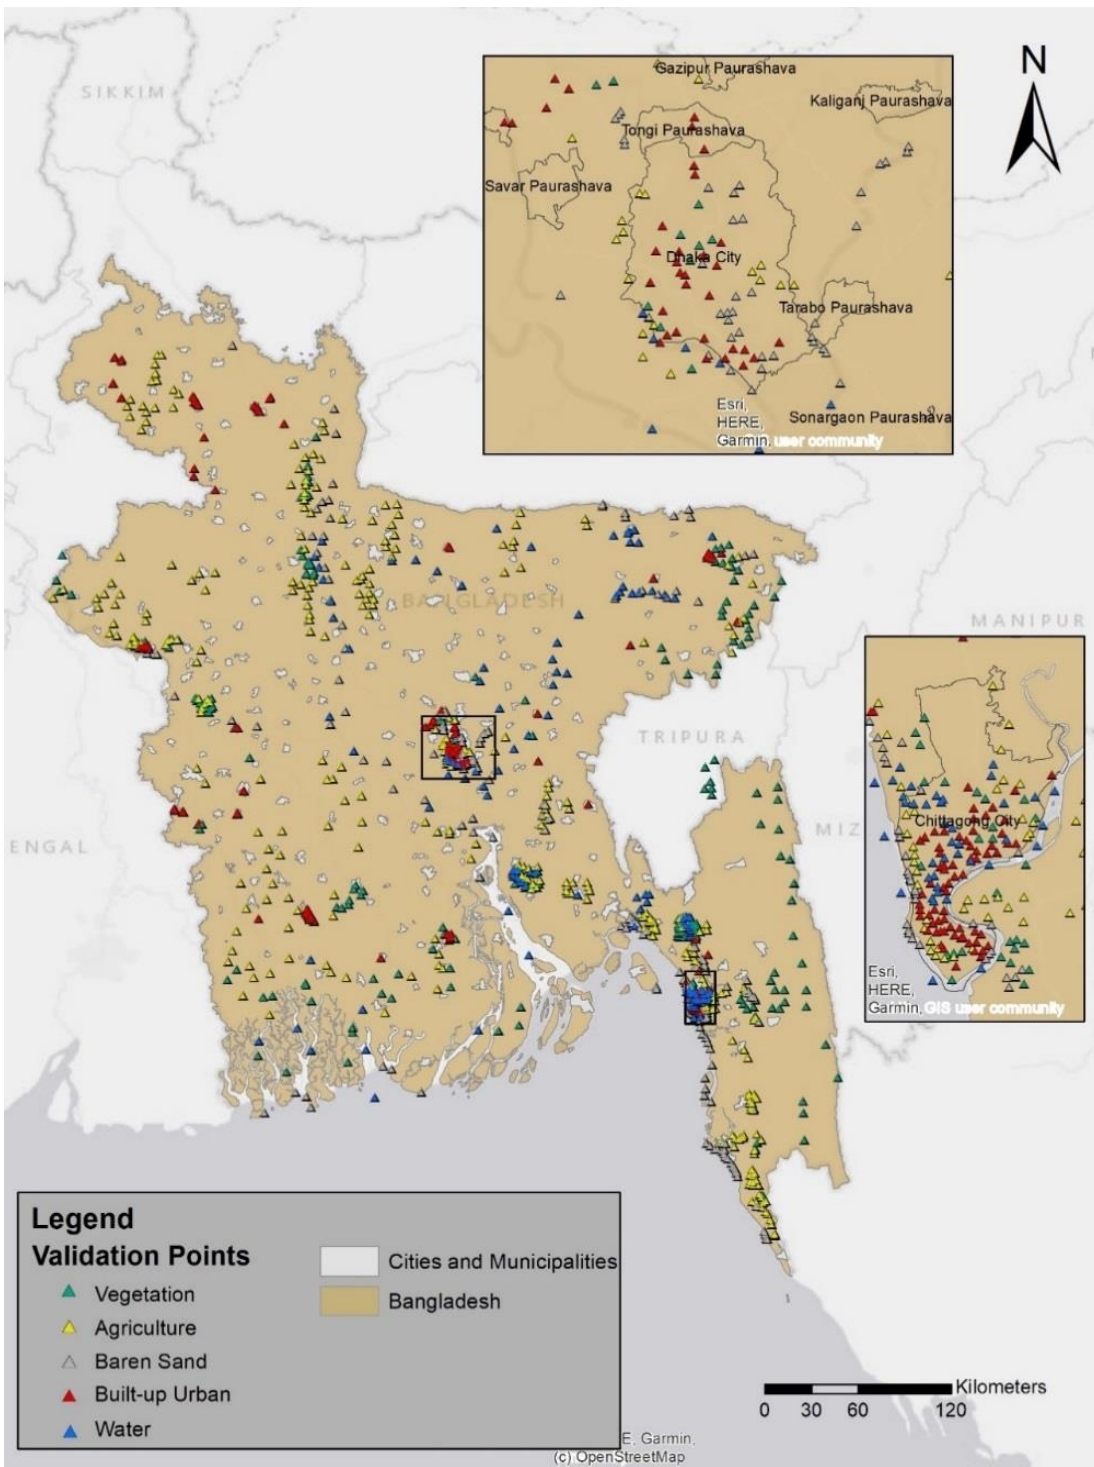 SIKKIM
N
Gazipur Paurashava
Kaliganj Paurashava
Tongi Paurashava
Savar Paurashava
Dhaka City
Tarabo Paurashava
Esri,
HERE,
Garmin,
user community
Sonargaon Paurashava
BANGLADESH
MANIPUR
TRIPURA
MIZ
ENGAL
Chittagong City
Esri,
HERE,
Garmin,
GIS user community
Legend
Validation Points
Vegetation
Agriculture
Baren Sand
Built-up Urban
Water
Cities and Municipalities
Bangladesh
Kilometers
0 30 60 120
E, Garmin,
(c) OpenStreetMap